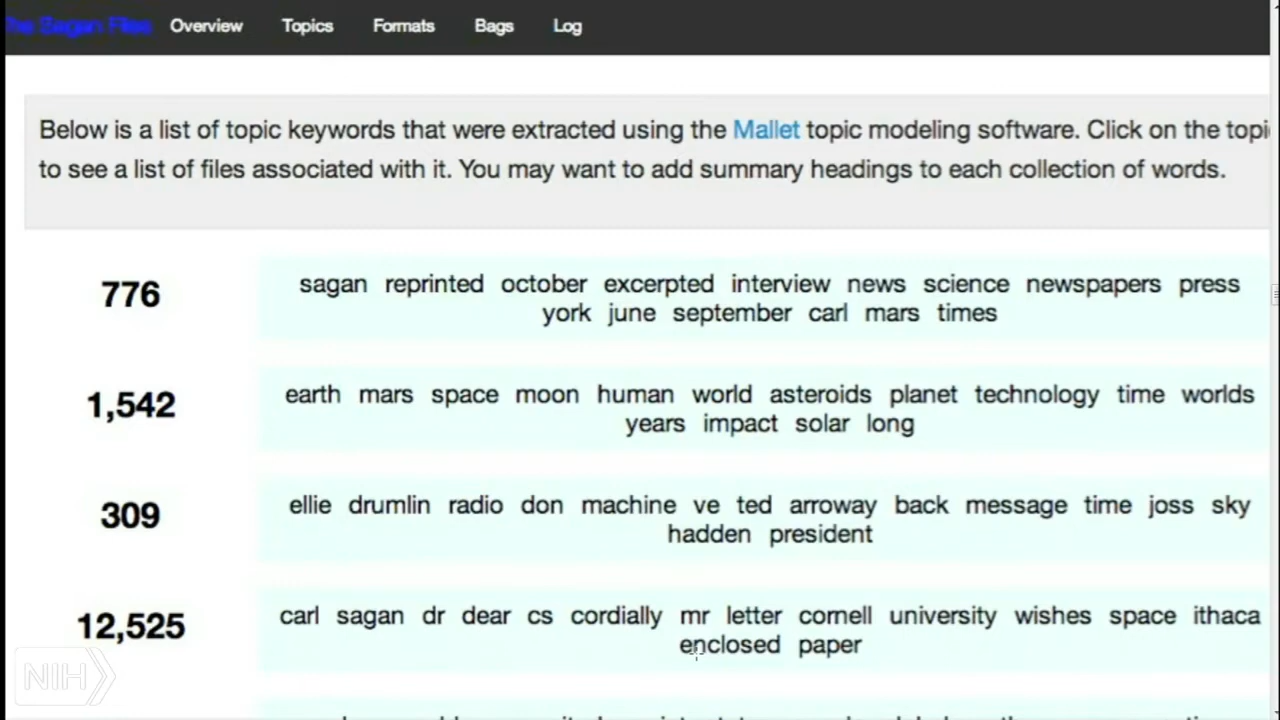 The Sagan Files Overview Topics Formats Bags Log
Below is a list of topic keywords that were extracted using the Mallet topic modeling software. Click on the topi
to see a list of files associated with it. You may want to add summary headings to each collection of words.
776
sagan reprinted october excerpted interview news science newspapers press
york june september carl mars times
1,542
earth mars space moon human world asteroids planet technology time worlds
years impact solar long
309
ellie drumlin radio don machine ve ted arroway back message time joss sky
hadden president
12,525
carl sagan dr dear cs cordially mr letter cornell university wishes space ithaca
enclosed paper
NIH